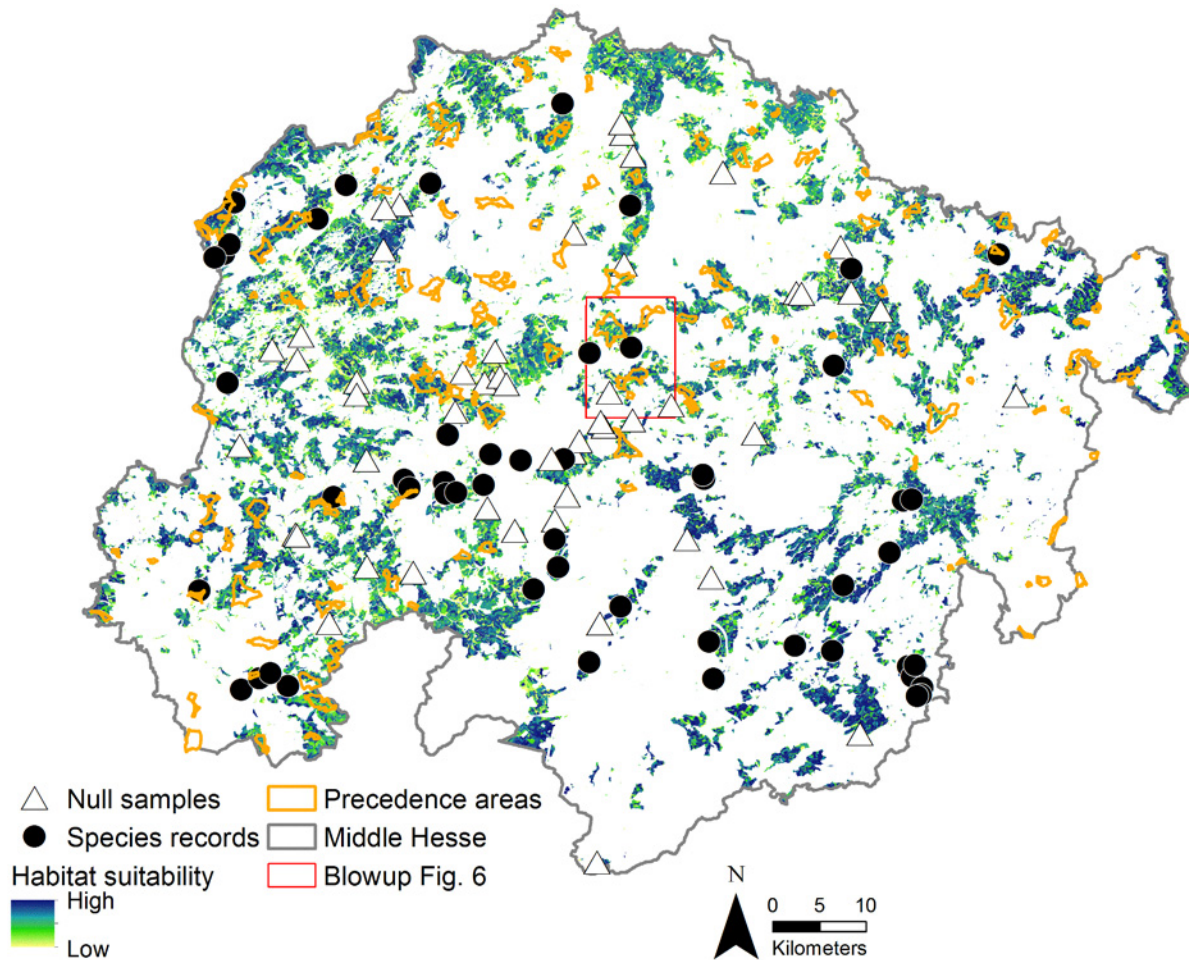 Null samples
Precedence areas
Species records
Middle Hesse
Habitat suitability
Blowup Fig. 6
High
Low
N
0 5 10
Kilometers